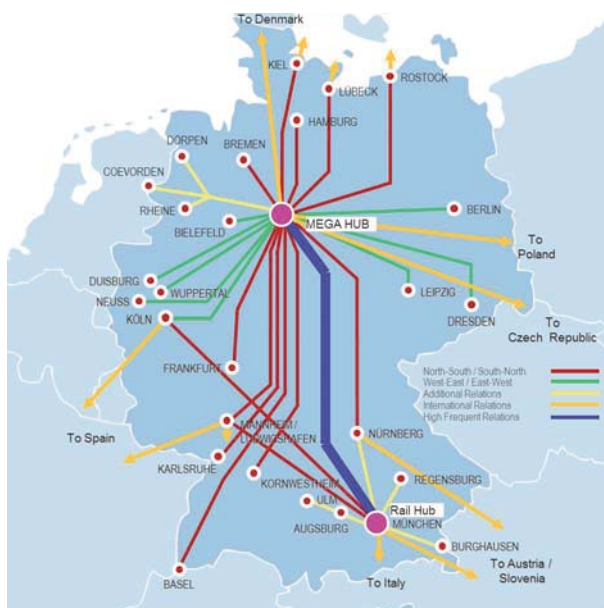 To Denmark
KIEL
ROSTOCK
LÜBECK
HAMBURG
DORPEN
BREMEN
COEVORDEN
RHEINE
BIELEFELD
MEGA HUB
BERLIN
To
Poland
DUISBURG
WUPPERTAL
NEUSS
KÖLN
LEIPZIG
DRESDEN
To
Czech Republic
FRANKFURT
North-South / South-North
West-East / East-West
Additional Relations
International Relations
High Frequent Relations
To Spain
MANNHEIM /
LUDWIGSHAFEN
NÜRNBERG
KARLSRUHE
KORNWESTHEIM
REGENSBURG
ULM
Rail Hub
AUGSBURG
MÜNCHEN
BURGHAUSEN
BASEL
To Italy
To Austria /
Slovenia